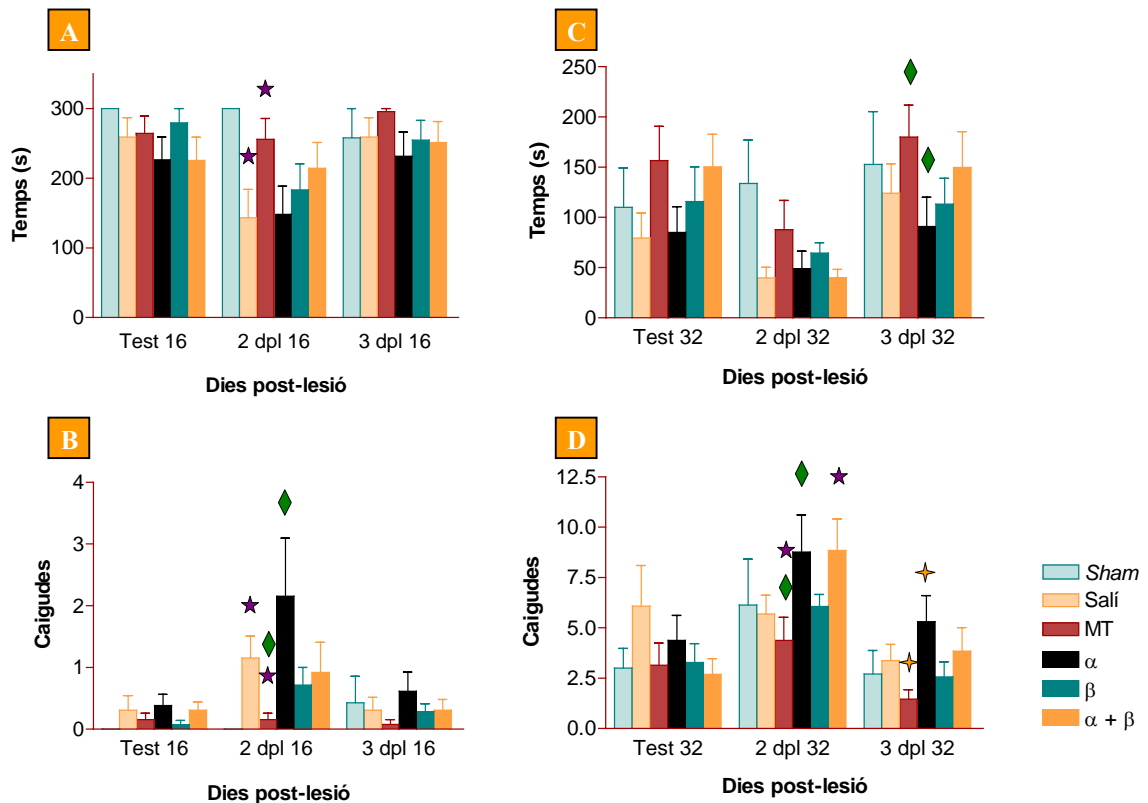 A
Temps (s)
300
200
100
0
Test 16
2 dpl 16
3 dpl 16
Dies post-lesió
C
Temps (s)
250
200
150
100
50
0
Test 32
2 dpl 32
3 dpl 32
Dies post-lesió
B
Caigudes
4
3
2
1
0
Test 16
2 dpl 16
3 dpl 16
Dies post-lesió
D
Caigudes
12.5
10.0
7.5
5.0
2.5
0.0
Test 32
2 dpl 32
3 dpl 32
Dies post-lesió
Sham
Salí
MT
α
β
α + β